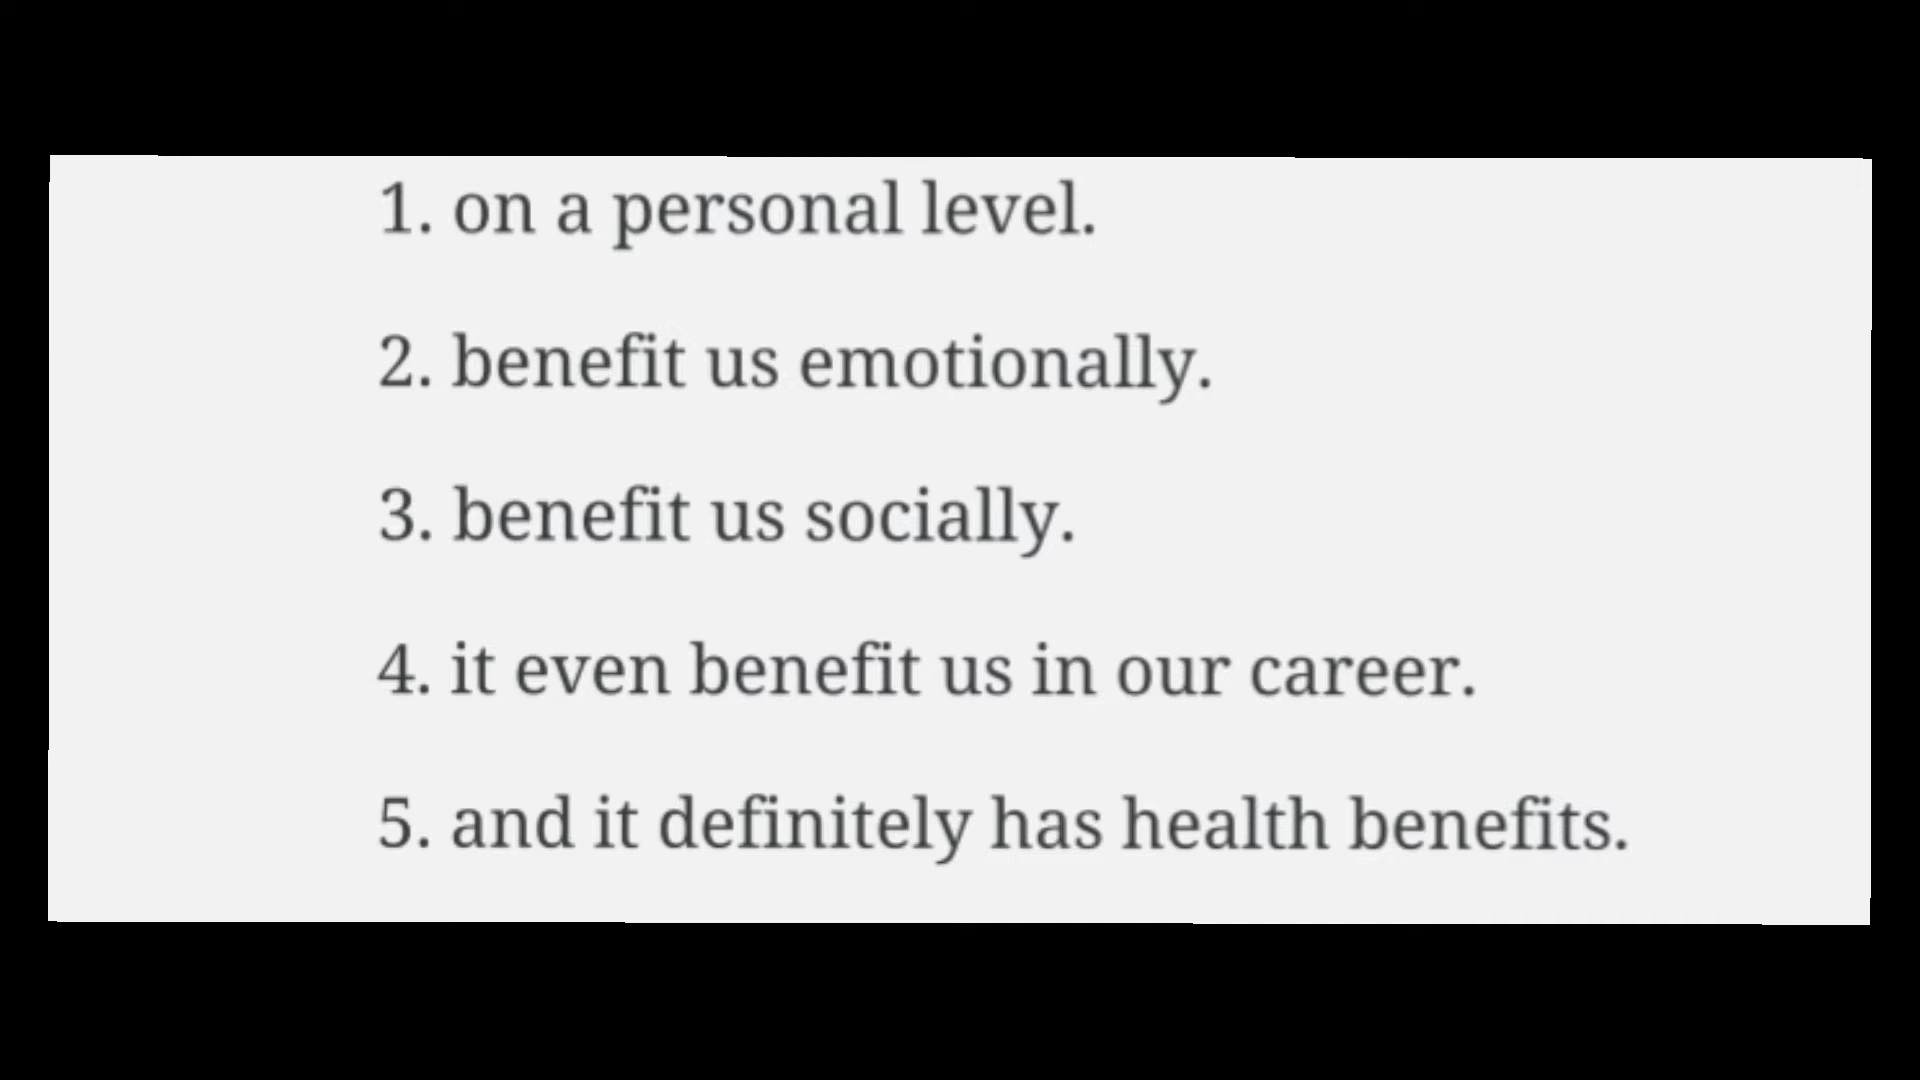 1. on a personal level.
2. benefit us emotionally.
3. benefit us socially.
4. it even benefit us in our career.
5. and it definitely has health benefits.